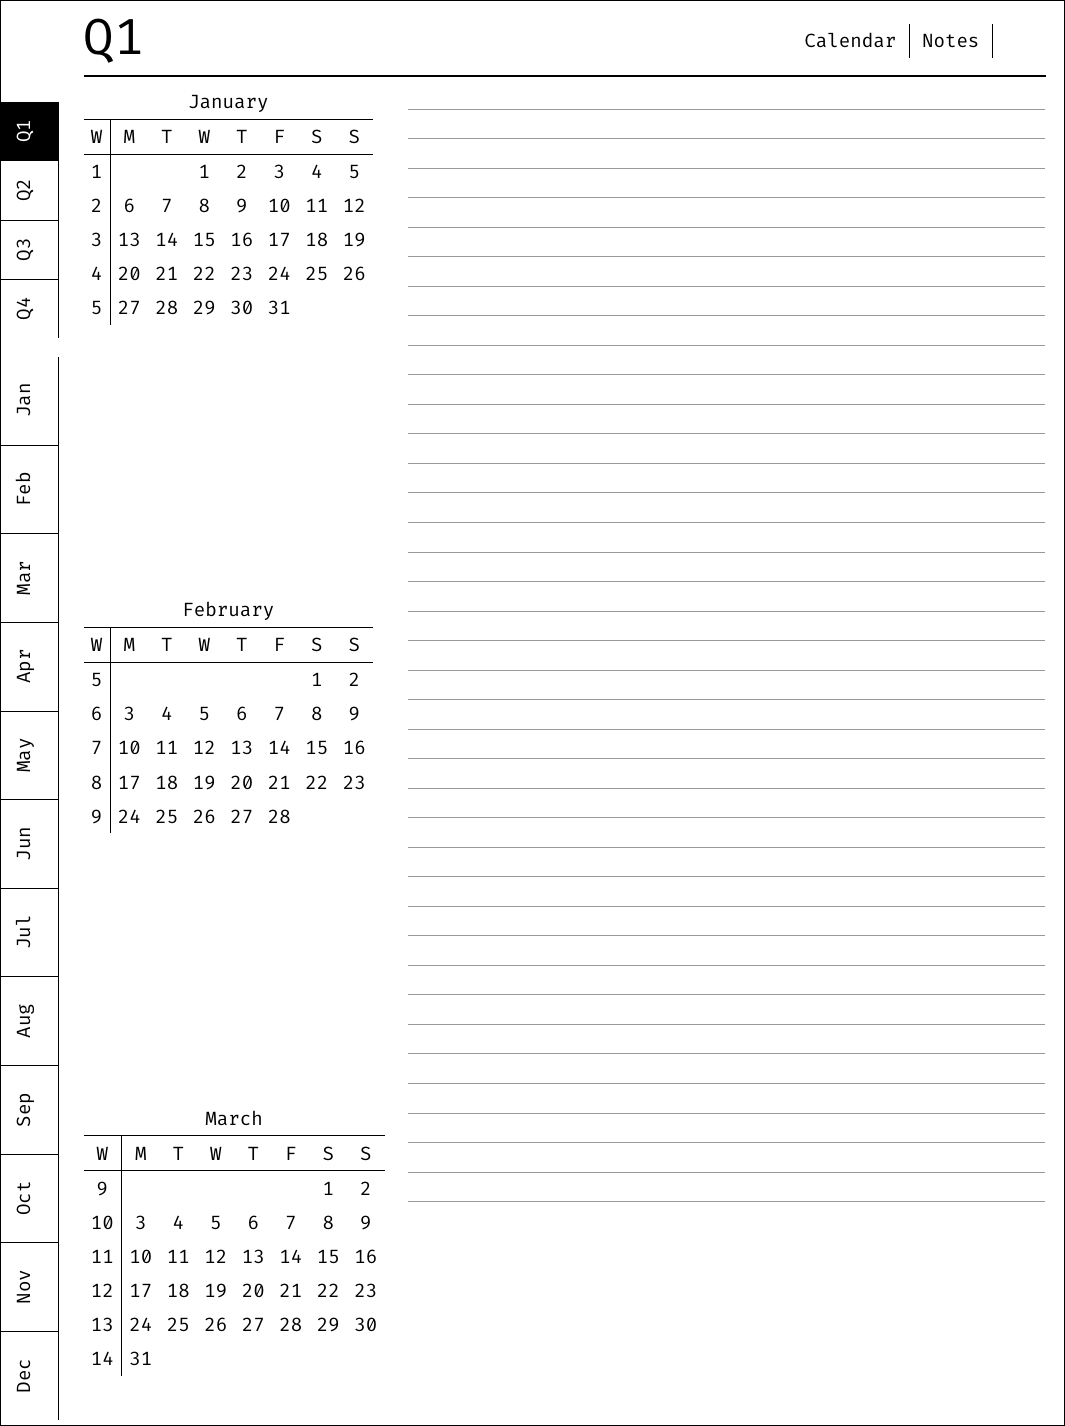 Q1
Calendar Notes
Q1
Q2
Q3
Q4
Jan
Feb
Mar
Apr
May
Jun
Jul
Aug
Sep
Oct
Nov
Dec
January
W M T W T F S S
1 1 2 3 4 5
2 6 7 8 9 10 11 12
3 13 14 15 16 17 18 19
4 20 21 22 23 24 25 26
5 27 28 29 30 31
February
W M T W T F S S
5 1 2
6 3 4 5 6 7 8 9
7 10 11 12 13 14 15 16
8 17 18 19 20 21 22 23
9 24 25 26 27 28
March
W M T W T F S S
9 1 2
10 3 4 5 6 7 8 9
11 10 11 12 13 14 15 16
12 17 18 19 20 21 22 23
13 24 25 26 27 28 29 30
14 31